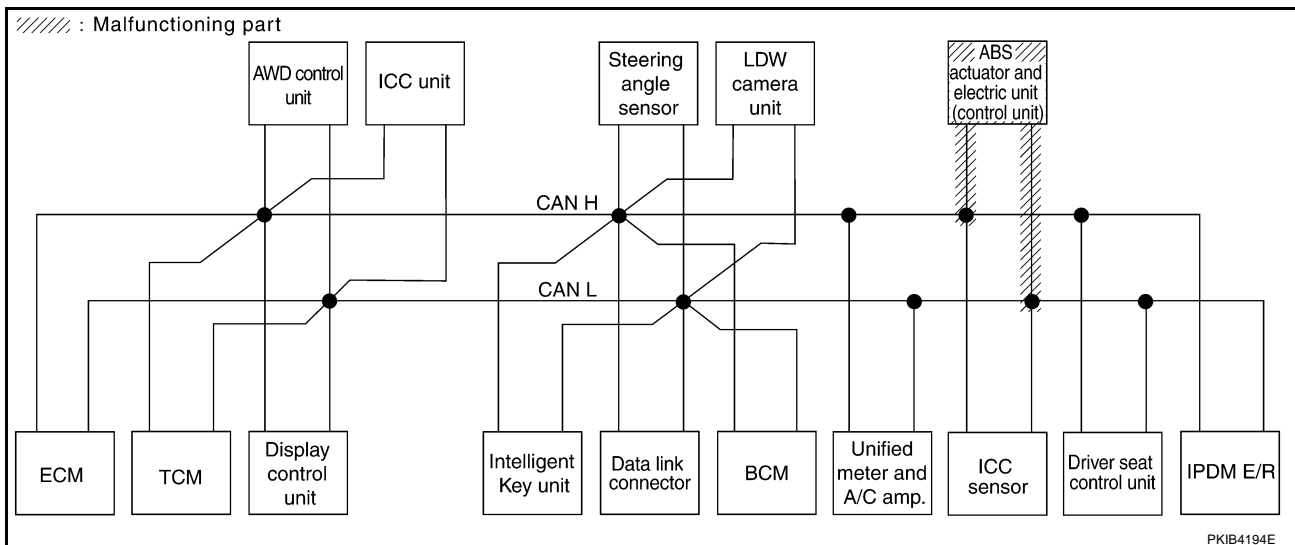 : Malfunctioning part
AWD control
unit
ICC unit
Steering
angle
sensor
LDW
camera
unit
ABS
actuator and
electric unit
(control unit)
CAN H
CAN L
ECM
TCM
Display
control
unit
Intelligent
Key unit
Data link
connector
BCM
Unified
meter and
A/C amp.
ICC
sensor
Driver seat
control unit
IPDM E/R
PKIB4194E